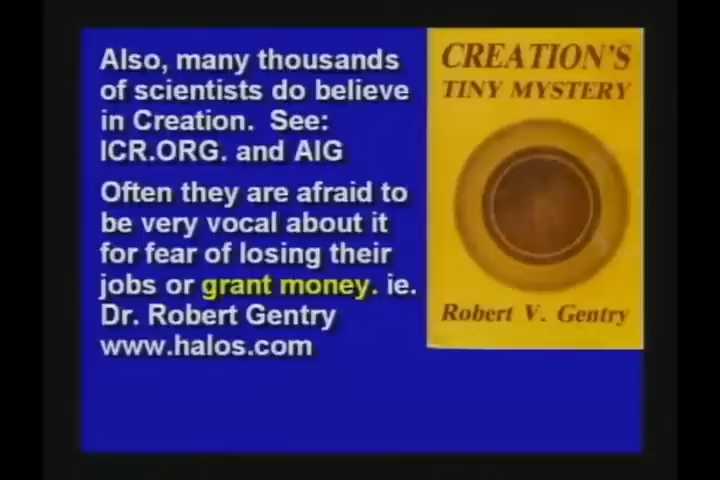 Also, many thousands
of scientists do believe
in Creation. See:
ICR.ORG. and AIG
Often they are afraid to
be very vocal about it
for fear of losing their
jobs or grant money. ie.
Dr. Robert Gentry
www.halos.com
CREATION'S
TINY MYSTERY
Robert V. Gentry